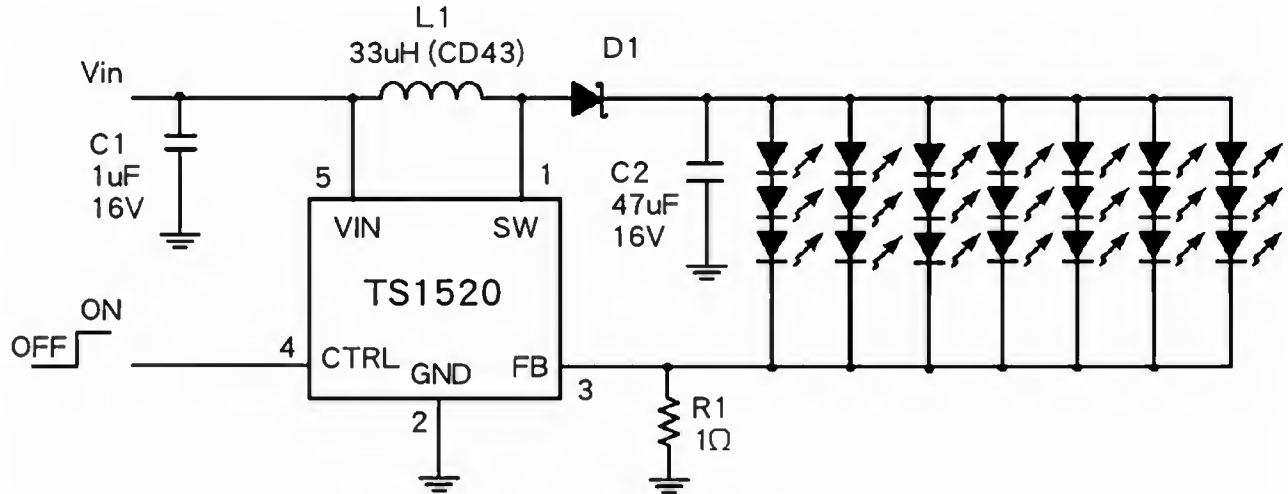 L1
33uH (CD43)
D1
Vin
C1
1uF
16V
5
1
C2
47uF
16V
VIN
SW
TS1520
ON
OFF
4
CTRL
GND
FB
3
2
R1
1Ω